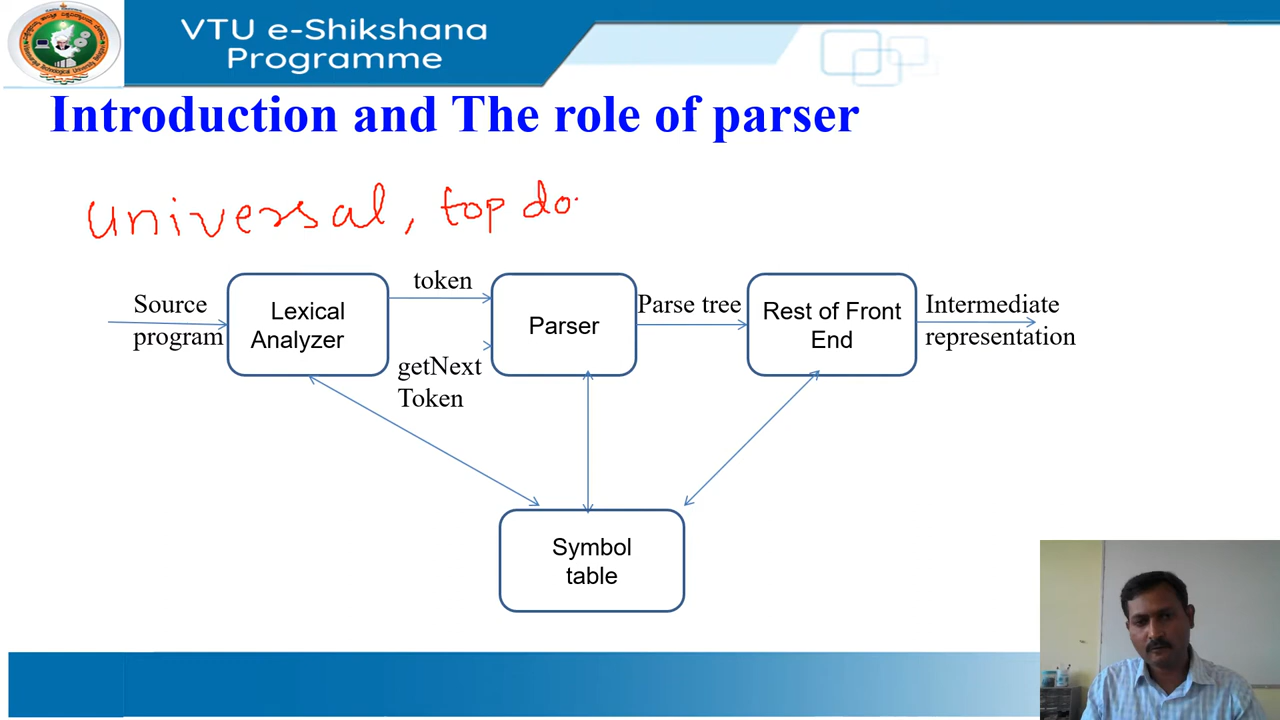 VTU e-Shikshana
Programme
Introduction and The role of parser
universal, top do
Source
program
Lexical
Analyzer
token
getNext
Token
Parser
Parse tree
Rest of Front
End
Intermediate
representation
Symbol
table